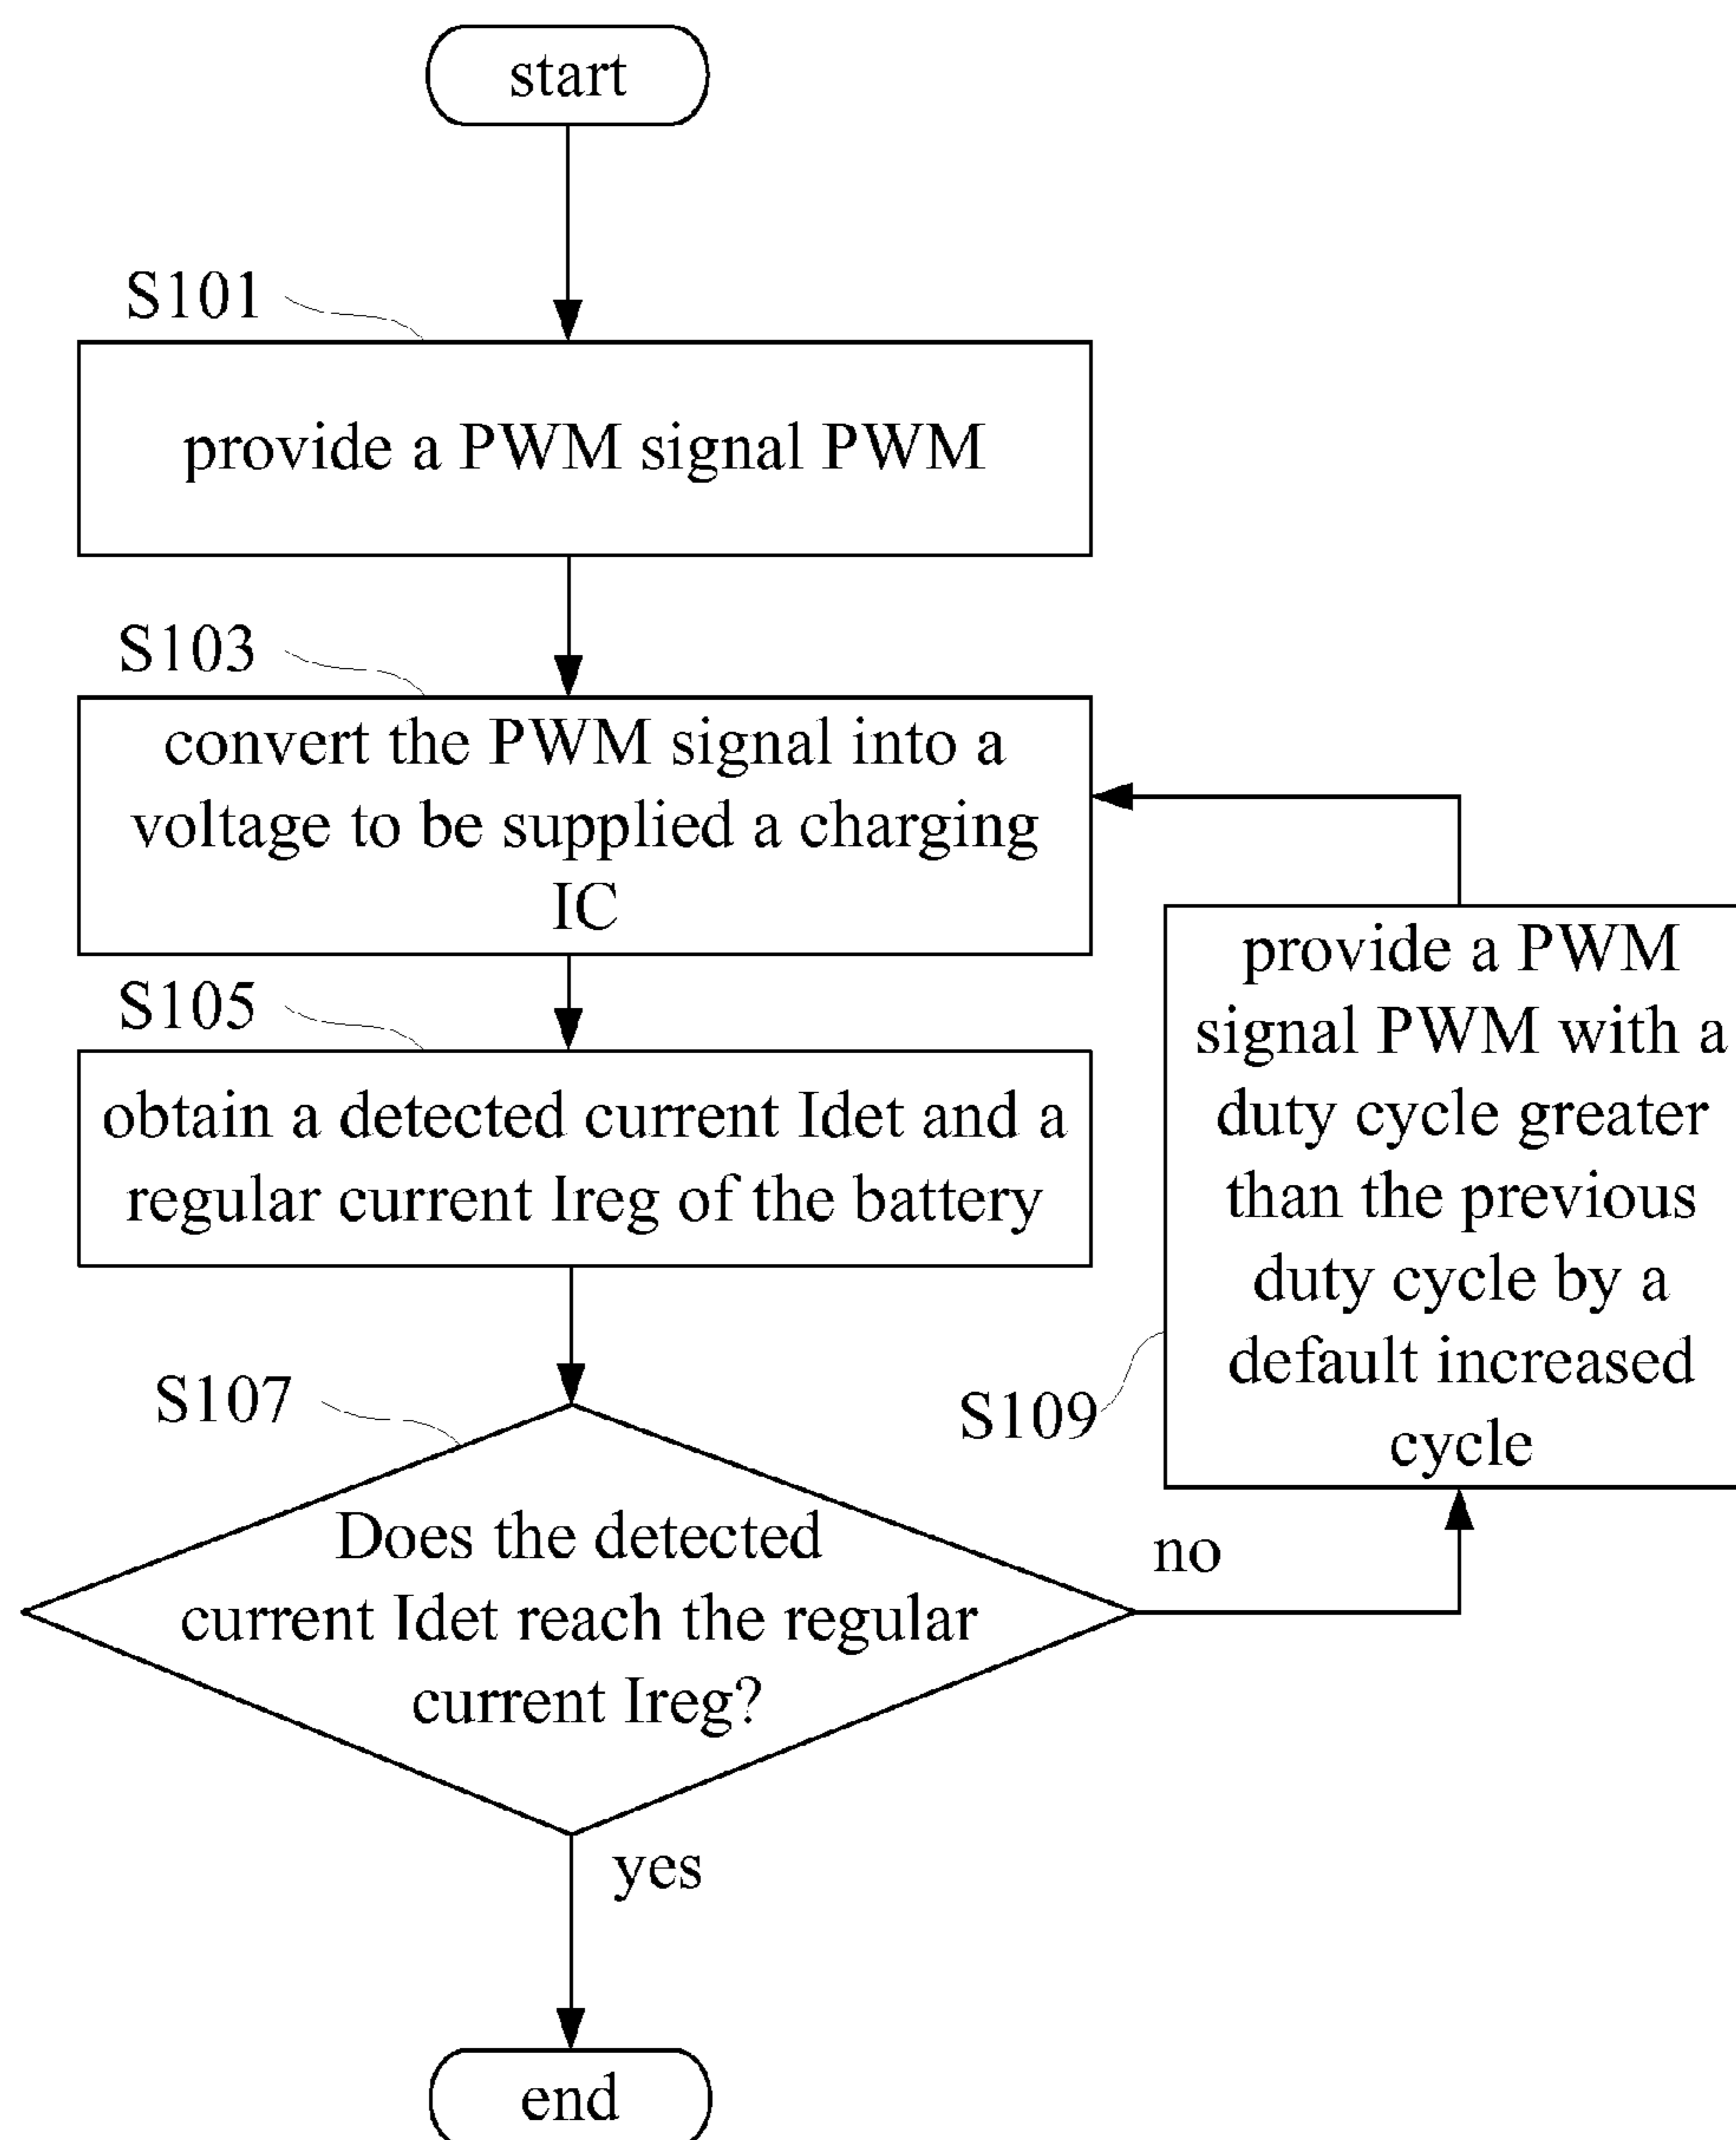 start
S101
provide a PWM signal PWM
S103
convert the PWM signal into a
voltage to be supplied a charging
IC
S105
obtain a detected current Idet and a
regular current Ireg of the battery
S107
Does the detected
current Idet reach the regular
current Ireg?
no
S109
provide a PWM
signal PWM with a
duty cycle greater
than the previous
duty cycle by a
default increased
cycle
yes
end